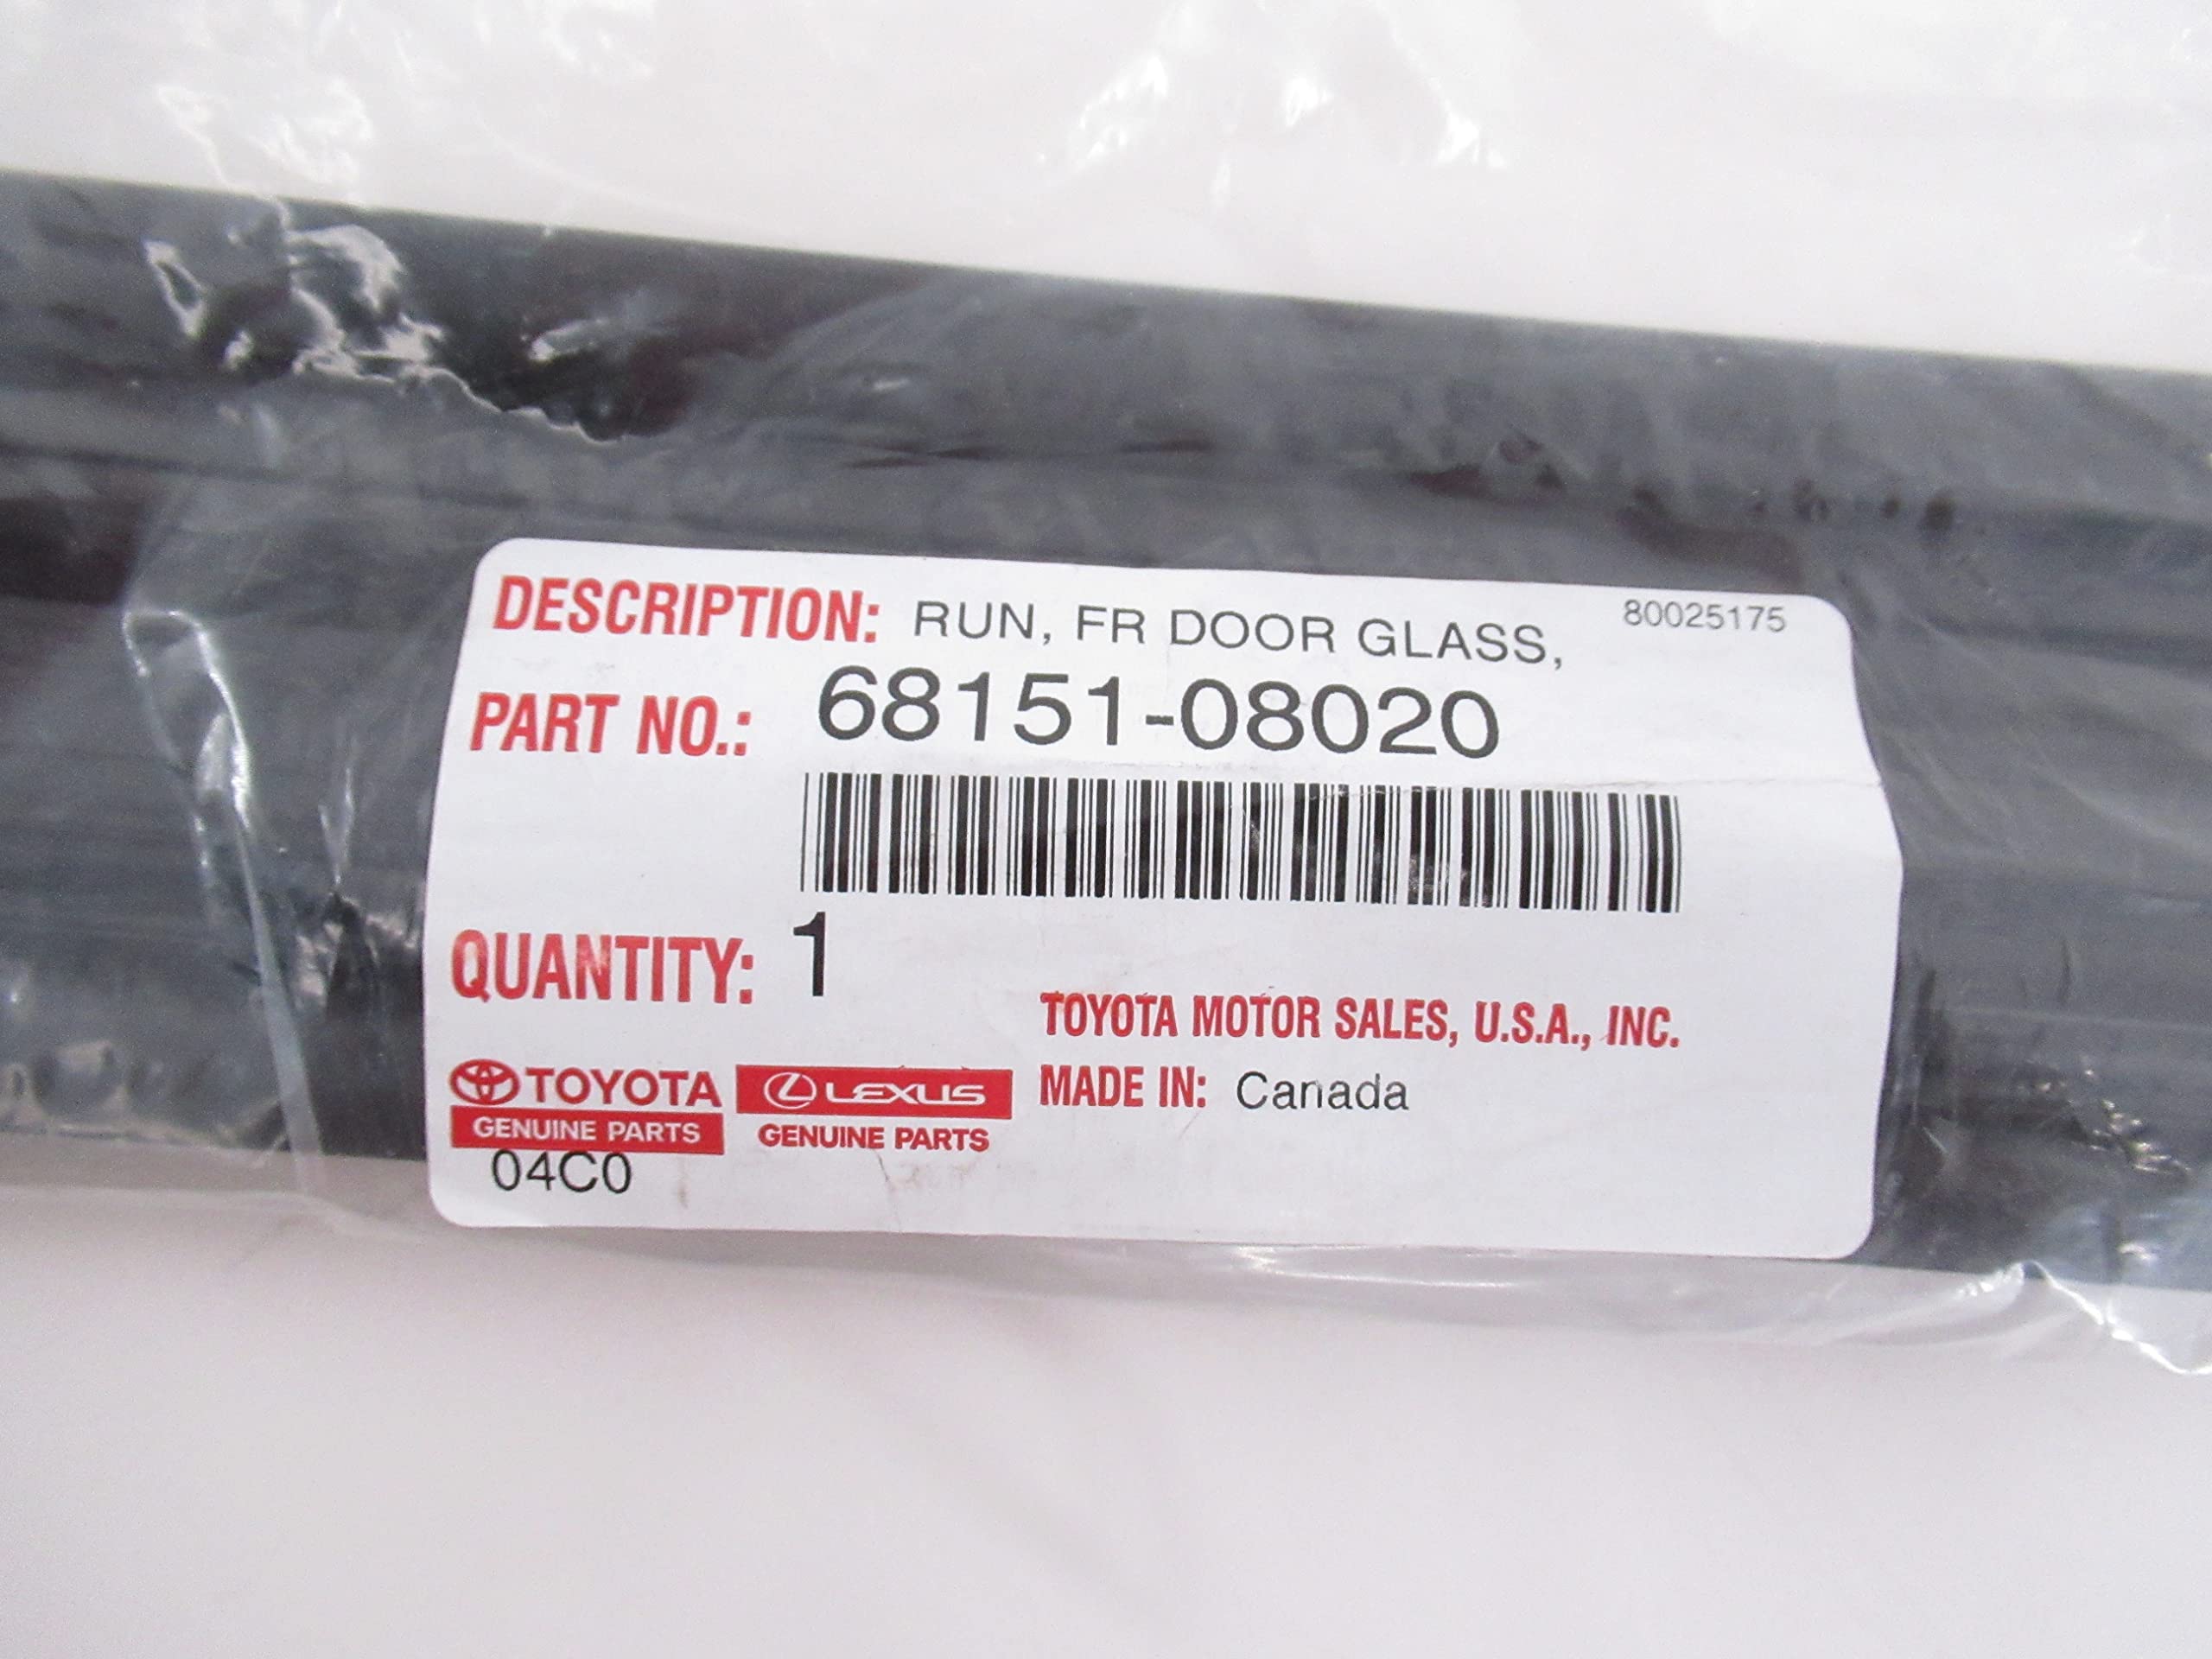 DESCRIPTION: RUN, FR DOOR GLASS, 80025175
PART NO.: 68151-08020
QUANTITY: 1
TOYOTA MOTOR SALES, U.S.A., INC.
TOYOTA LEXUS MADE IN: Canada
GENUINE PARTS GENUINE PARTS
04C0